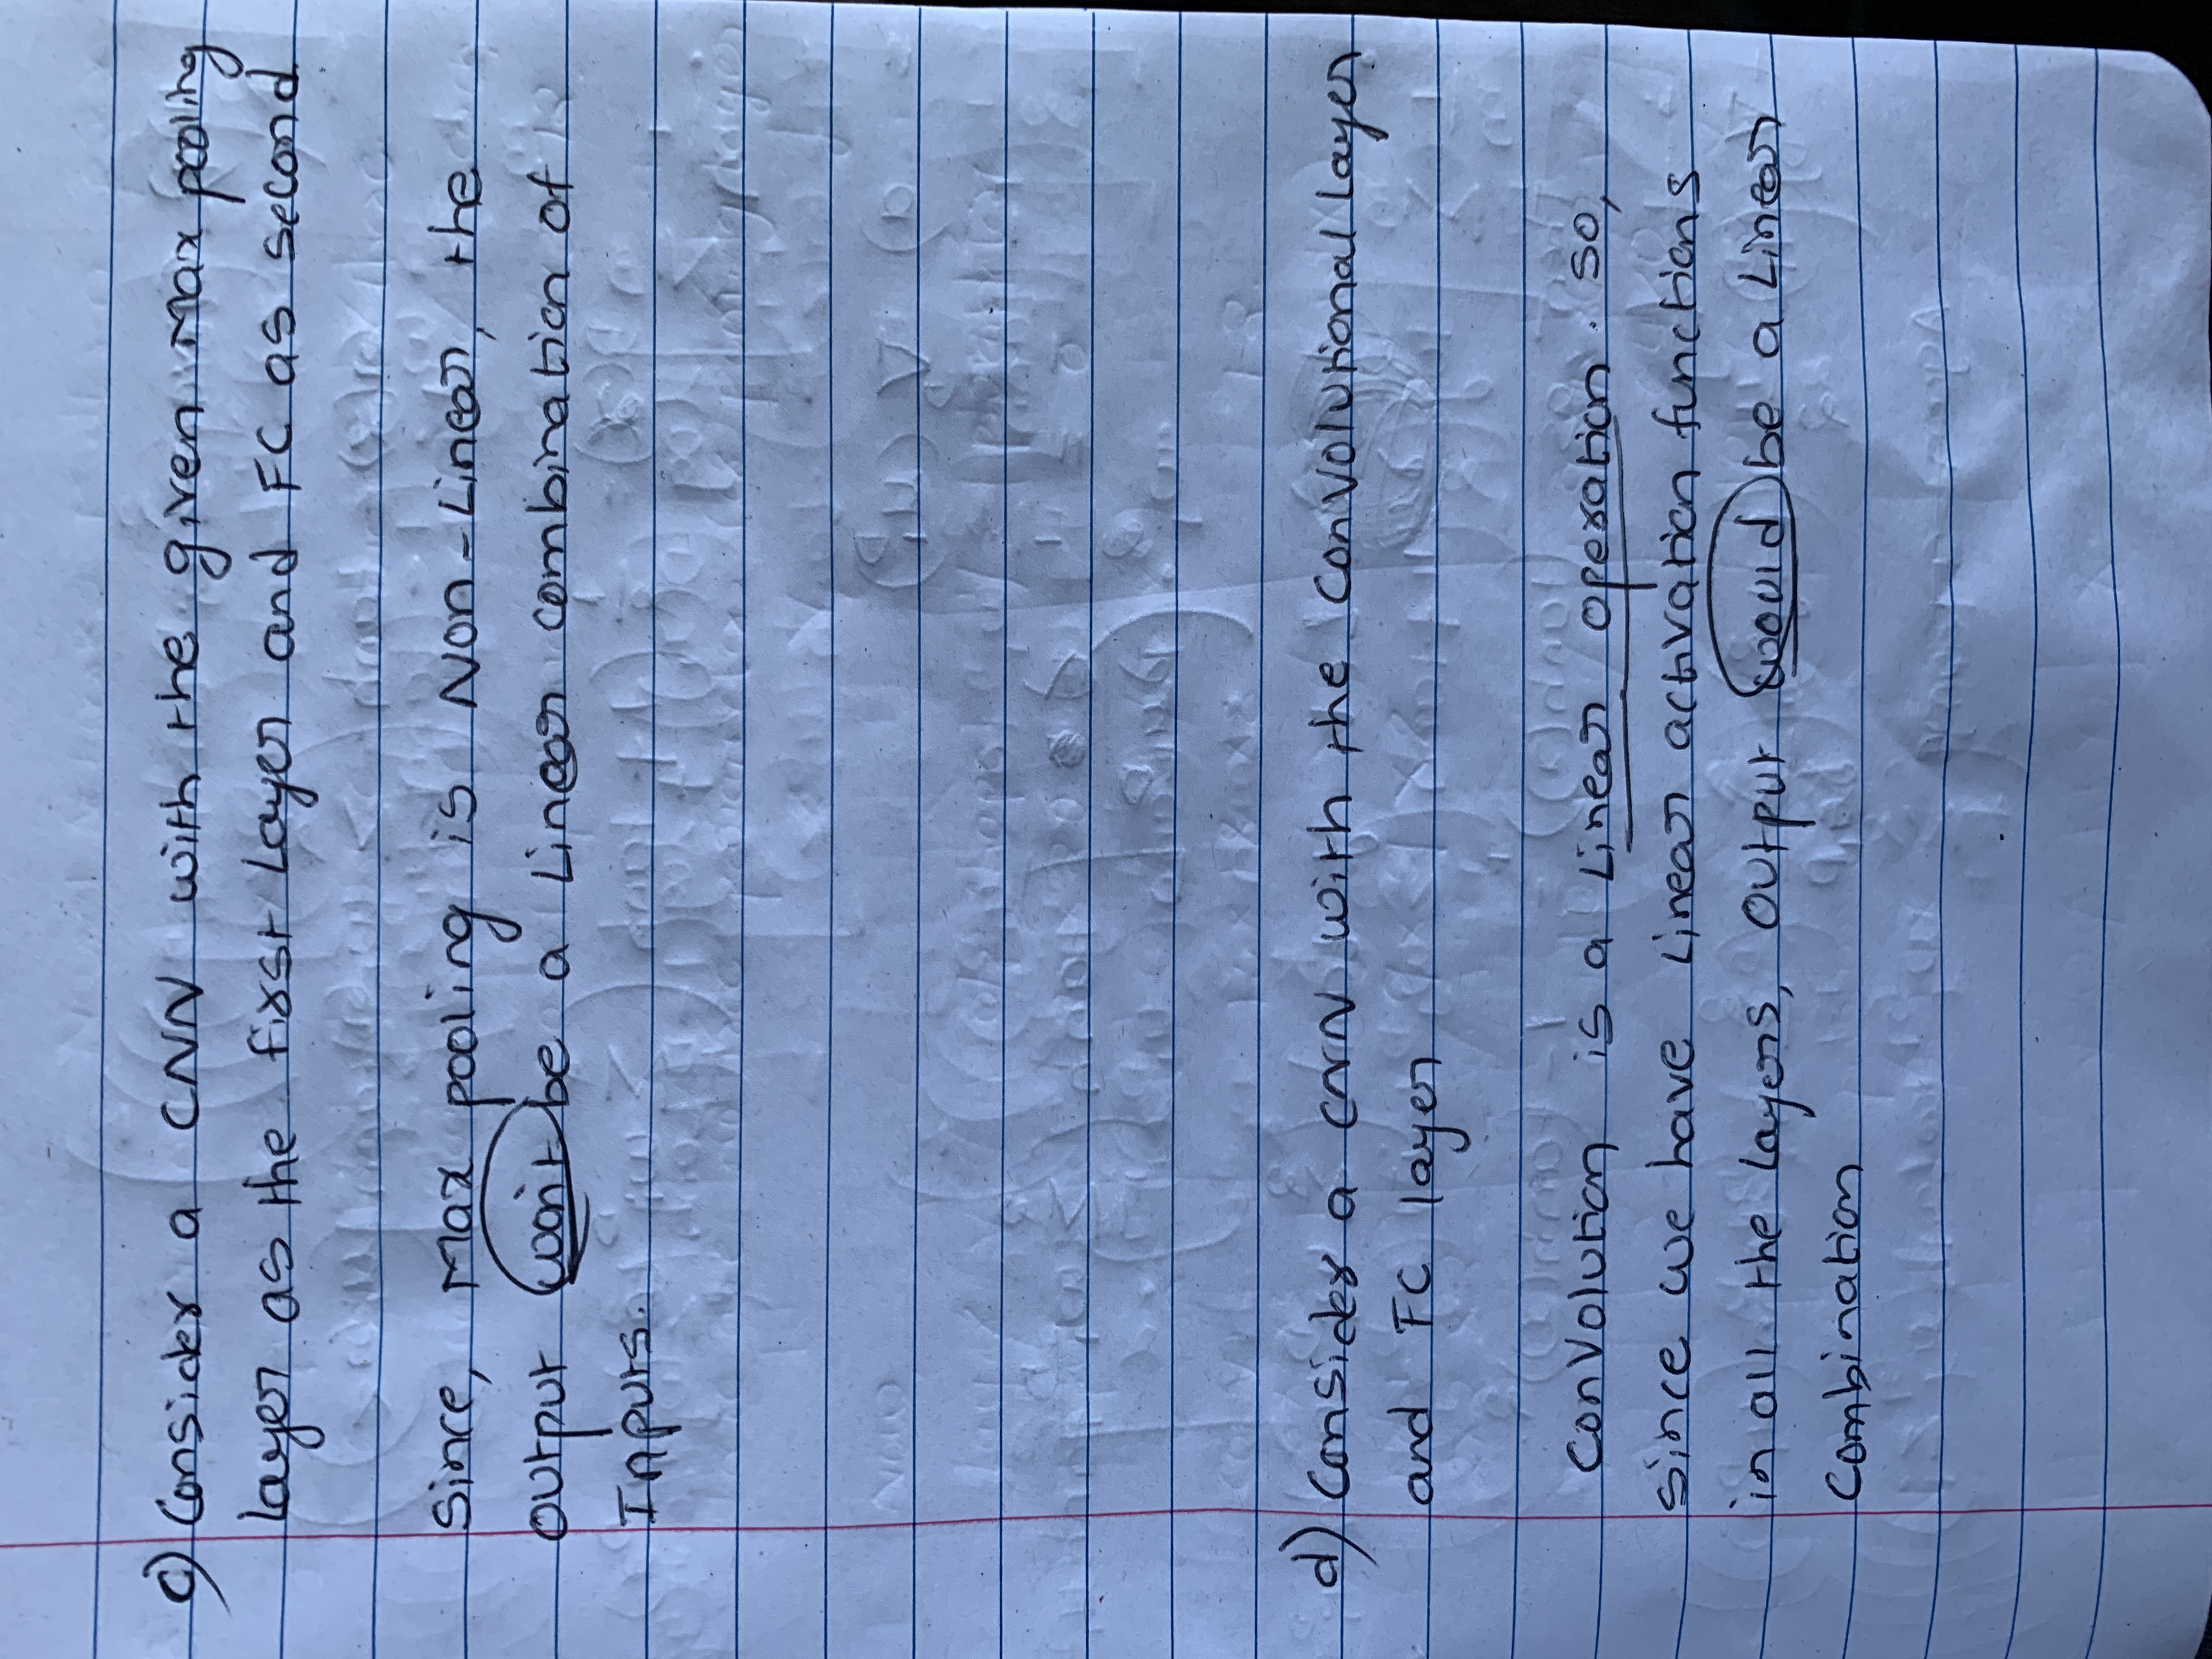 c) Consider a CNN with the given Max pooling
layer as the first Layer and FC as second
Since, Max pooling is Non-Linear, the
output won't be a Linear combination of
Inputs.
d) Consider a CNN with the Convolutional Layer
and FC layer
Convolution is a Linear operation. So,
since we have Linear activation functions
in all the Layers, Output would be a Linear
Combination